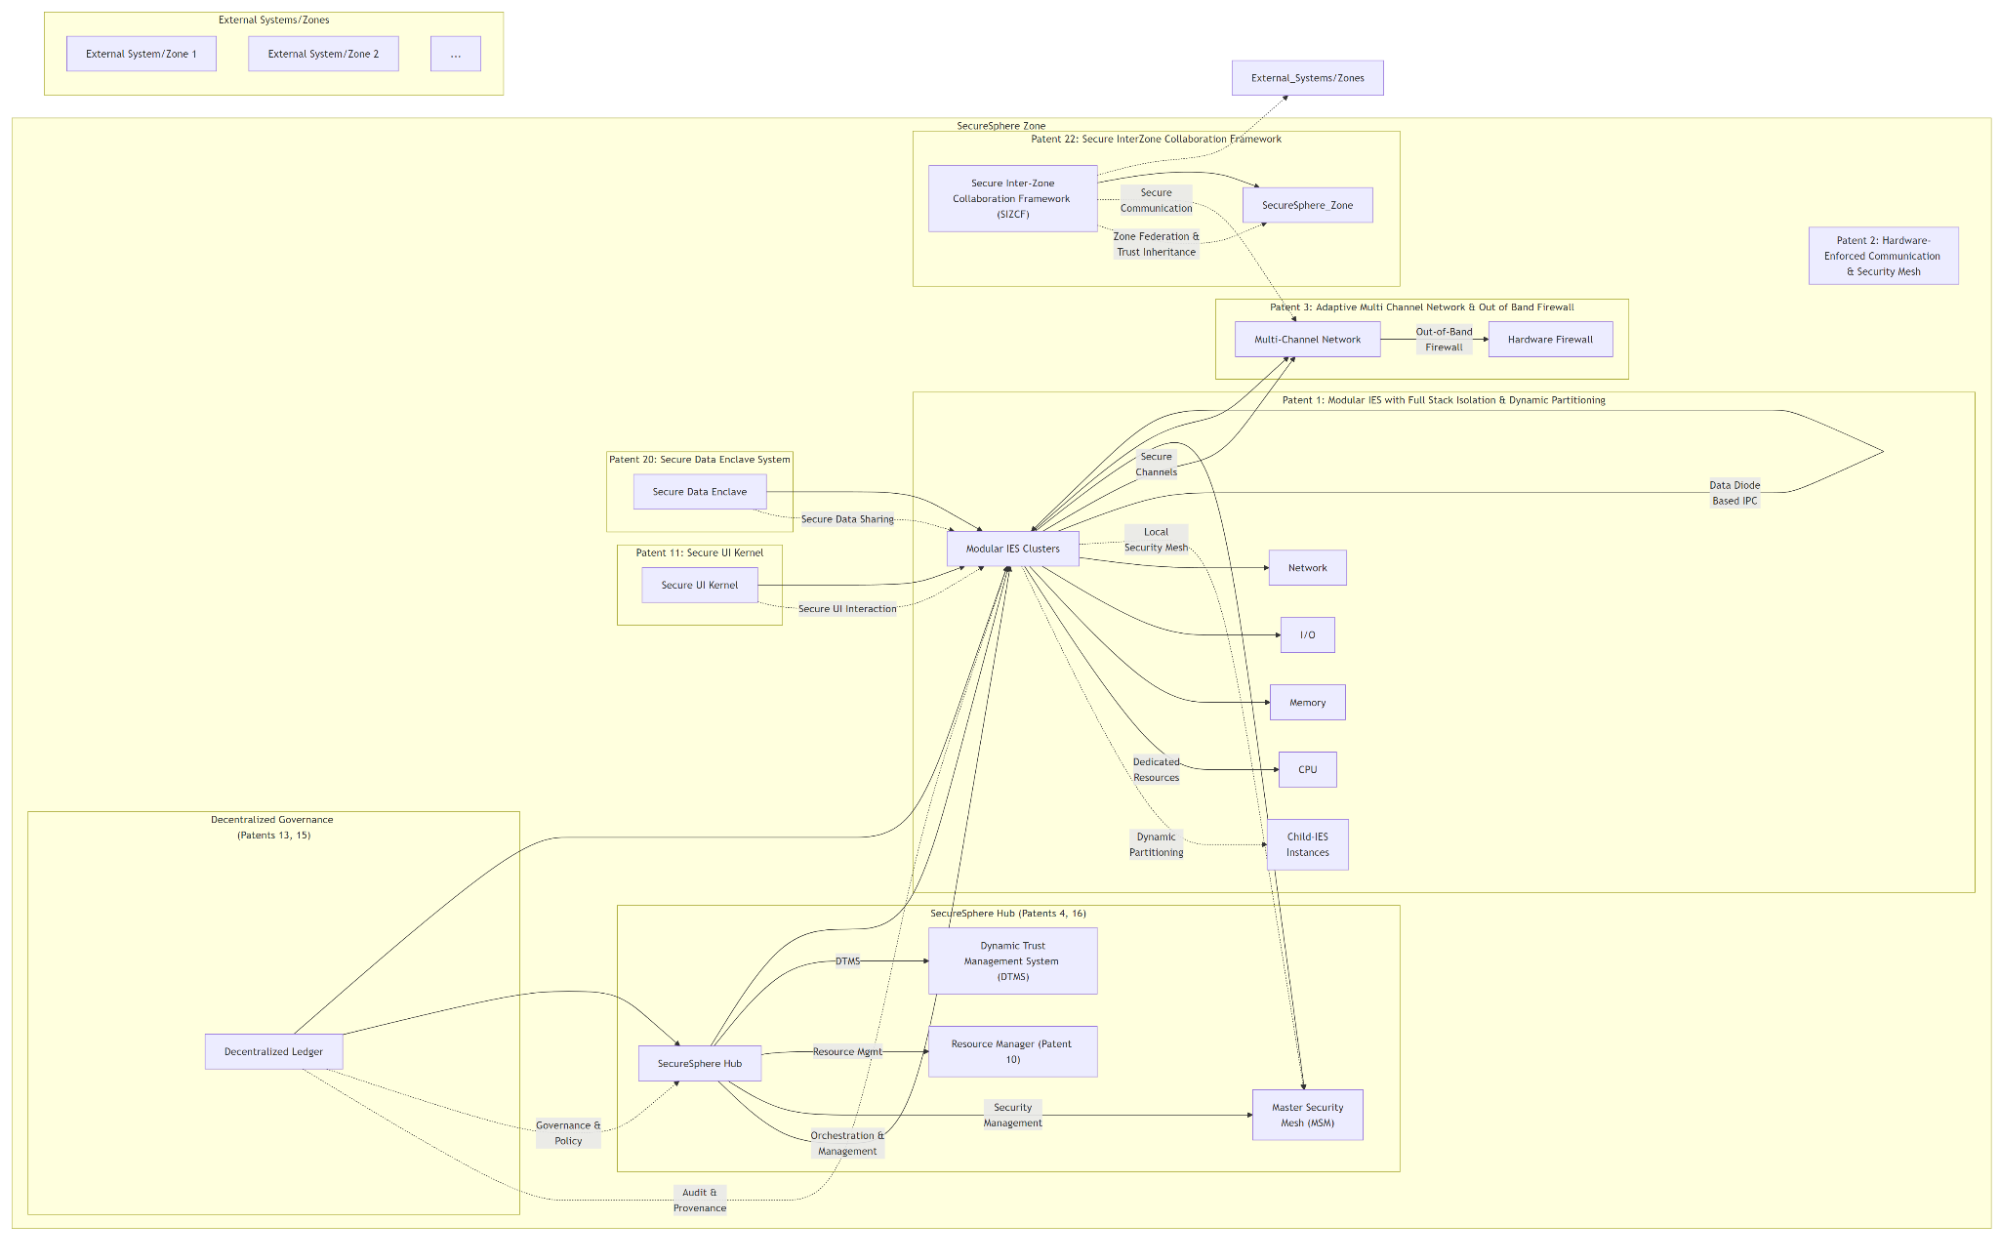 External Systems/Zones
External System/Zone 1
External System/Zone 2
...
External_Systems/Zones
SecureSphere Zone
Patent 22: Secure InterZone Collaboration Framework
Secure Inter-Zone
Collaboration Framework
(SIZCF)
Secure
Communication
SecureSphere_Zone
Zone Federation &
Trust Inheritance
Patent 2: Hardware-
Enforced Communication
& Security Mesh
Patent 3: Adaptive Multi Channel Network & Out of Band Firewall
Multi-Channel Network
Out-of-Band
Firewall
Hardware Firewall
Patent 1: Modular IES with Full Stack Isolation & Dynamic Partitioning
Secure
Channels
Data Diode
Based IPC
Patent 20: Secure Data Enclave System
Secure Data Enclave
Secure Data Sharing
Patent 11: Secure UI Kernel
Secure UI Kernel
Secure UI Interaction
Modular IES Clusters
Local
Security Mesh
Network
I/O
Memory
Dedicated
Resources
CPU
Dynamic
Partitioning
Child-IES
Instances
Decentralized Governance
(Patents 13, 15)
Decentralized Ledger
Governance &
Policy
Audit &
Provenance
SecureSphere Hub (Patents 4, 16)
SecureSphere Hub
DTMS
Dynamic Trust
Management System
(DTMS)
Resource Mgmt
Resource Manager (Patent
10)
Security
Management
Master Security
Mesh (MSM)
Orchestration &
Management